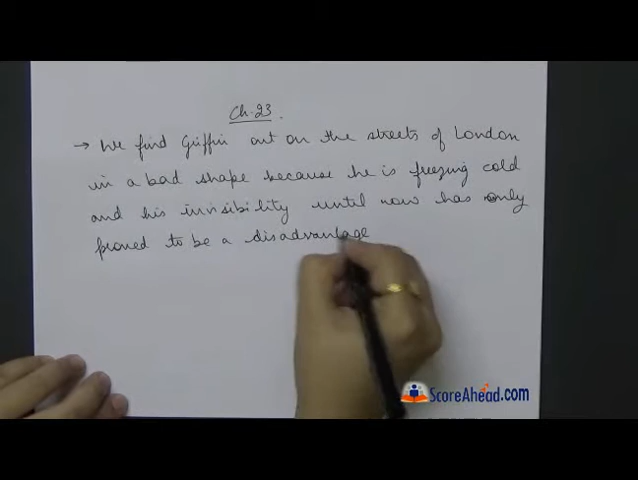 Ch. 23.
→ We find Griffin out on the streets of London
in a bad shape because he is freezing cold
and his invisibility until now has only
proved to be a disadvantage
ScoreAhead.com